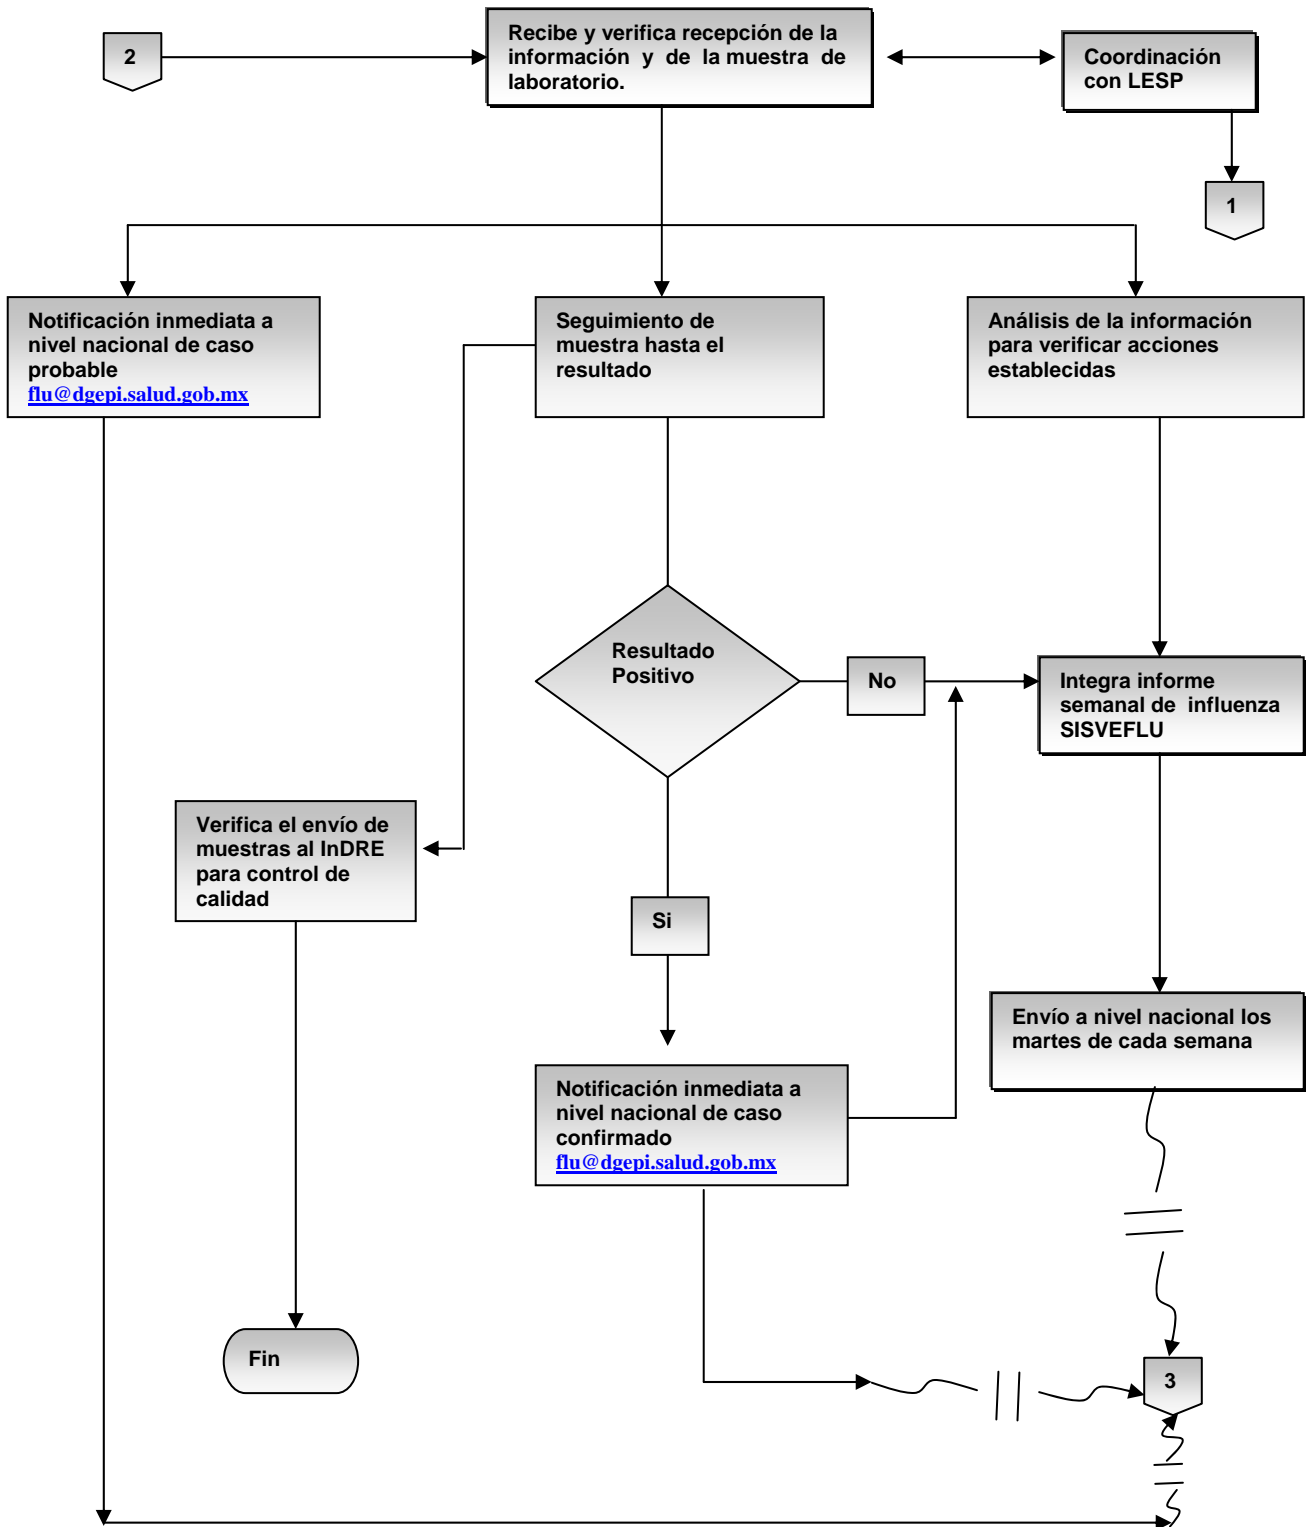 2
Recibe y verifica recepción de la
información y de la muestra de
laboratorio.
Coordinación
con LESP
1
Notificación inmediata a
nivel nacional de caso
probable
flu@dgepi.salud.gob.mx
Seguimiento de
muestra hasta el
resultado
Análisis de la información
para verificar acciones
establecidas
Resultado
Positivo
No
Integra informe
semanal de influenza
SISVEFLU
Verifica el envío de
muestras al InDRE
para control de
calidad
Si
Envío a nivel nacional los
martes de cada semana
Notificación inmediata a
nivel nacional de caso
confirmado
flu@dgepi.salud.gob.mx
Fin
3